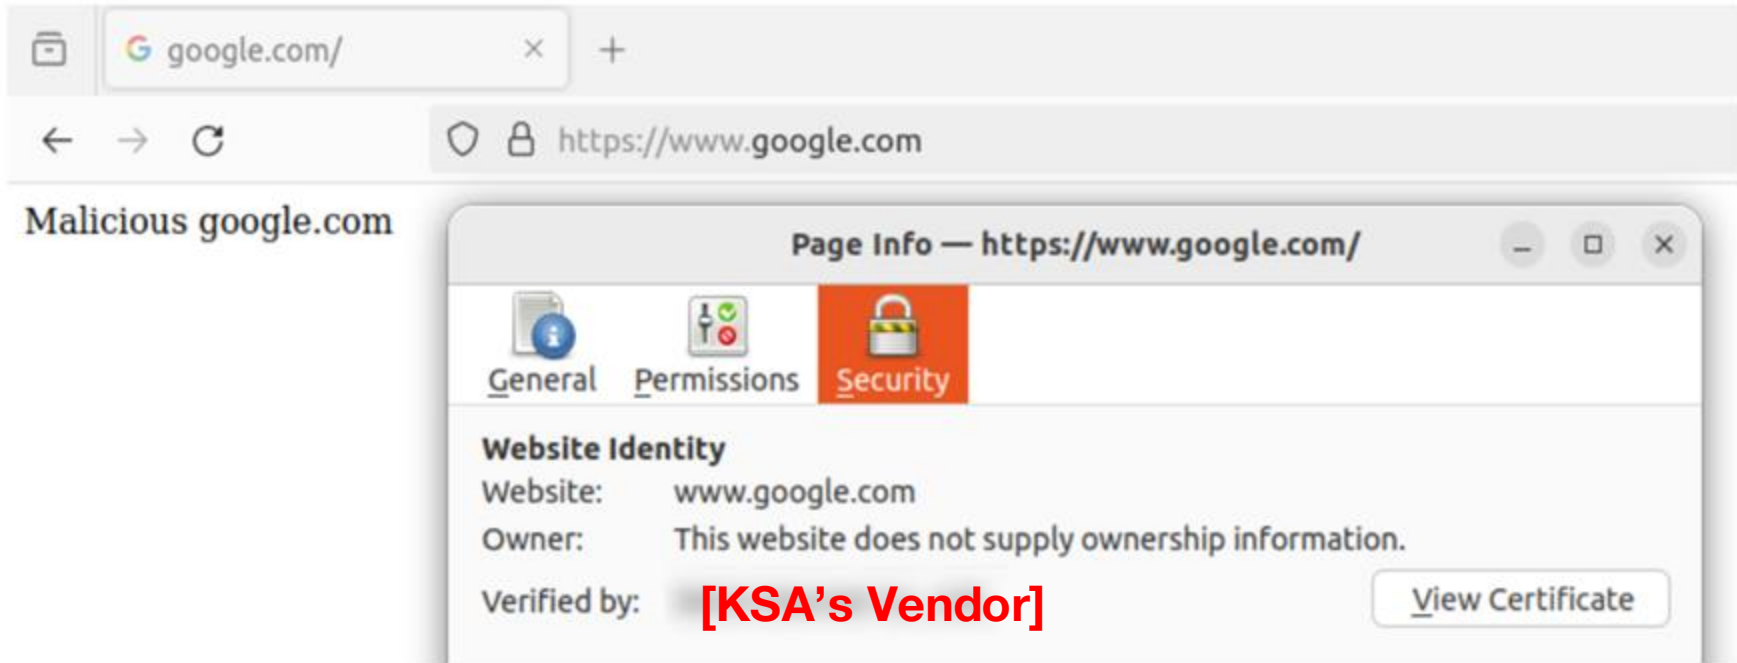 google.com/
https://www.google.com
Malicious google.com
Page Info — https://www.google.com/
General Permissions Security
Website Identity
Website: www.google.com
Owner: This website does not supply ownership information.
Verified by: [KSA’s Vendor] View Certificate